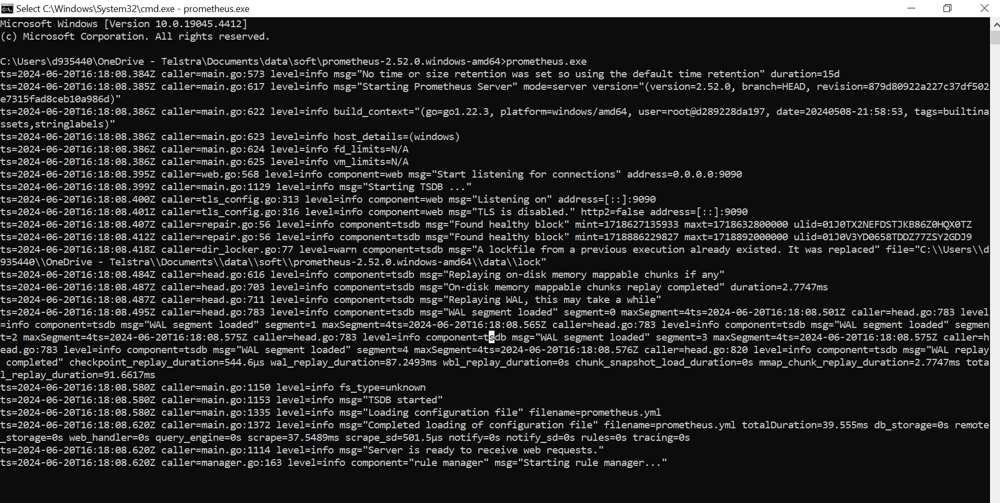 Select C:\Windows\System32\cmd.exe - prometheus.exe
Microsoft Windows [Version 10.0.19045.4412]
(c) Microsoft Corporation. All rights reserved.
C:\Users\d935440\OneDrive - Telstra\Documents\data\soft\prometheus-2.52.0.windows-amd64>prometheus.exe
ts=2024-06-20T16:18:08.384Z caller=main.go:573 level=info msg="No time or size retention was set so using the default time retention" duration=15d
ts=2024-06-20T16:18:08.385Z caller=main.go:617 level=info msg="Starting Prometheus Server" mode=server version="(version=2.52.0, branch=HEAD, revision=879d80922a227c37df502
e7315fad8ceb10a986d)"
ts=2024-06-20T16:18:08.386Z caller=main.go:622 level=info build_context="(go=go1.22.3, platform=windows/amd64, user=root@d289228da197, date=20240508-21:58:53, tags=builtina
ssets,stringlabels)"
ts=2024-06-20T16:18:08.386Z caller=main.go:623 level=info host_details=(windows)
ts=2024-06-20T16:18:08.386Z caller=main.go:624 level=info fd_limits=N/A
ts=2024-06-20T16:18:08.386Z caller=main.go:625 level=info vm_limits=N/A
ts=2024-06-20T16:18:08.395Z caller=web.go:568 level=info component=web msg="Start listening for connections" address=0.0.0.0:9090
ts=2024-06-20T16:18:08.399Z caller=main.go:1129 level=info msg="Starting TSDB ..."
ts=2024-06-20T16:18:08.400Z caller=tls_config.go:313 level=info component=web msg="Listening on" address=[::]:9090
ts=2024-06-20T16:18:08.401Z caller=tls_config.go:316 level=info component=web msg="TLS is disabled." http2=false address=[::]:9090
ts=2024-06-20T16:18:08.407Z caller=repair.go:56 level=info component=tsdb msg="Found healthy block" mint=1718627135933 maxt=1718632800000 ulid=01J0TX2NEFDSTJKB86Z0HQX0TZ
ts=2024-06-20T16:18:08.412Z caller=repair.go:56 level=info component=tsdb msg="Found healthy block" mint=1718886229827 maxt=1718892000000 ulid=01J0V3YD0658TDDZ77ZSY2GDJ9
ts=2024-06-20T16:18:08.418Z caller=dir_locker.go:77 level=warn component=tsdb msg="A lockfile from a previous execution already existed. It was replaced" file="C:\\Users\\d
935440\\OneDrive - Telstra\\Documents\\data\\soft\\prometheus-2.52.0.windows-amd64\\data\\lock"
ts=2024-06-20T16:18:08.484Z caller=head.go:616 level=info component=tsdb msg="Replaying on-disk memory mappable chunks if any"
ts=2024-06-20T16:18:08.487Z caller=head.go:703 level=info component=tsdb msg="On-disk memory mappable chunks replay completed" duration=2.7747ms
ts=2024-06-20T16:18:08.487Z caller=head.go:711 level=info component=tsdb msg="Replaying WAL, this may take a while"
ts=2024-06-20T16:18:08.495Z caller=head.go:783 level=info component=tsdb msg="WAL segment loaded" segment=0 maxSegment=4ts=2024-06-20T16:18:08.501Z caller=head.go:783 level
=info component=tsdb msg="WAL segment loaded" segment=1 maxSegment=4ts=2024-06-20T16:18:08.565Z caller=head.go:783 level=info component=tsdb msg="WAL segment loaded" segmen
t=2 maxSegment=4ts=2024-06-20T16:18:08.575Z caller=head.go:783 level=info component=tsdb msg="WAL segment loaded" segment=3 maxSegment=4ts=2024-06-20T16:18:08.575Z caller=h
ead.go:783 level=info component=tsdb msg="WAL segment loaded" segment=4 maxSegment=4ts=2024-06-20T16:18:08.576Z caller=head.go:820 level=info component=tsdb msg="WAL replay
 completed" checkpoint_replay_duration=544.6µs wal_replay_duration=87.2493ms wbl_replay_duration=0s chunk_snapshot_load_duration=0s mmap_chunk_replay_duration=2.7747ms tota
l_replay_duration=91.6617ms
ts=2024-06-20T16:18:08.580Z caller=main.go:1150 level=info fs_type=unknown
ts=2024-06-20T16:18:08.580Z caller=main.go:1153 level=info msg="TSDB started"
ts=2024-06-20T16:18:08.580Z caller=main.go:1335 level=info msg="Loading configuration file" filename=prometheus.yml
ts=2024-06-20T16:18:08.620Z caller=main.go:1372 level=info msg="Completed loading of configuration file" filename=prometheus.yml totalDuration=39.555ms db_storage=0s remote
_storage=0s web_handler=0s query_engine=0s scrape=37.5489ms scrape_sd=501.5µs notify=0s notify_sd=0s rules=0s tracing=0s
ts=2024-06-20T16:18:08.620Z caller=main.go:1114 level=info msg="Server is ready to receive web requests."
ts=2024-06-20T16:18:08.620Z caller=manager.go:163 level=info component="rule manager" msg="Starting rule manager..."